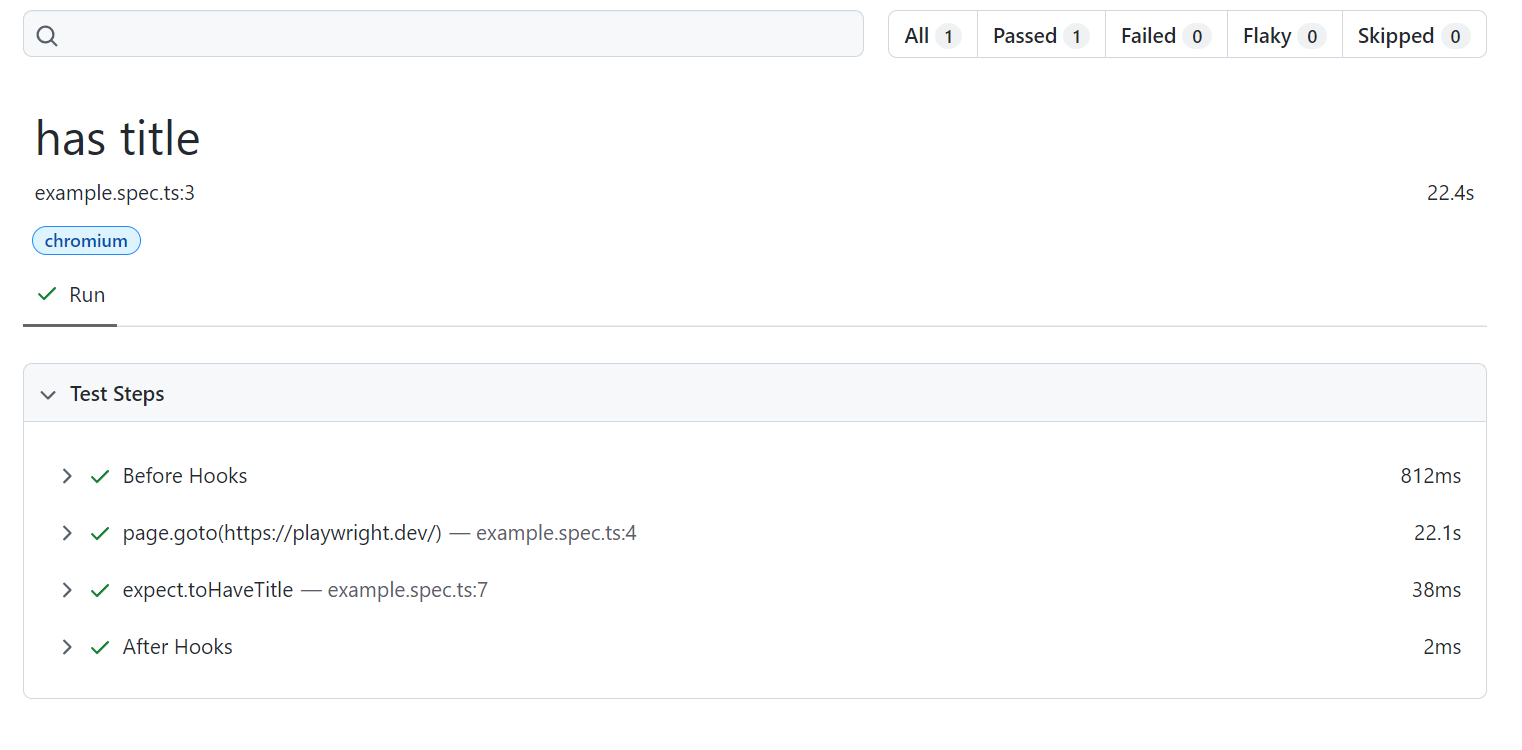 All 1 Passed 1 Failed 0 Flaky 0 Skipped 0
has title
example.spec.ts:3 22.4s
chromium
Run
Test Steps
Before Hooks 812ms
page.goto(https://playwright.dev/) — example.spec.ts:4 22.1s
expect.toHaveTitle — example.spec.ts:7 38ms
After Hooks 2ms